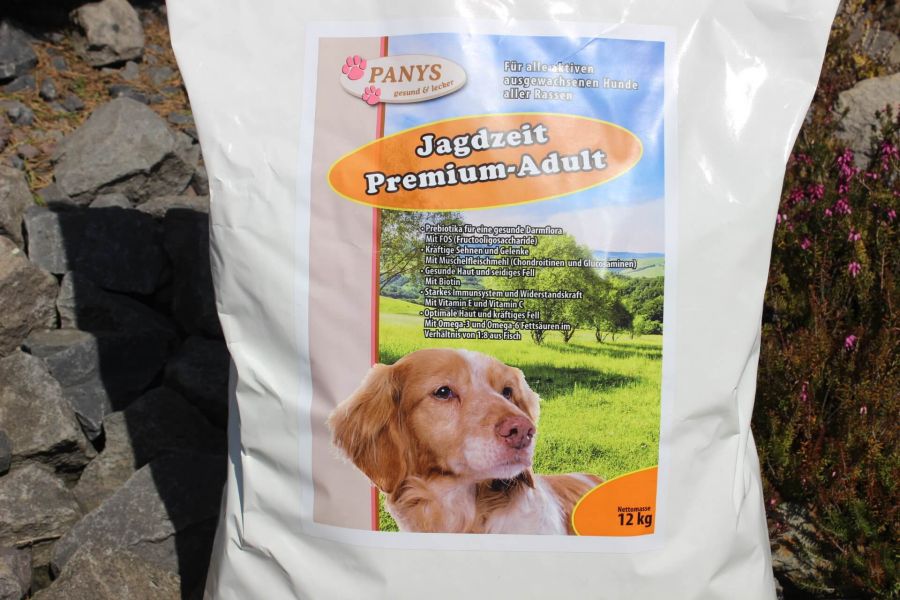 PANYS
gesund & lecker
Für alle aktiven
ausgewachsenen Hunde
aller Rassen
Jagdzeit
Premium-Adult
· Prebiotika für eine gesunde Darmflora
Mit FOS (Fructooligosaccharide)
· Kräftige Sehnen und Gelenke
Mit Muschelfleischmehl (Chondroitinen und Glucosaminen)
· Gesunde Haut und seidiges Fell
Mit Biotin
· Starkes Immunsystem und Widerstandskraft
Mit Vitamin E und Vitamin C
· Optimale Haut und kräftiges Fell
Mit Omega-3 und Omega-6 Fettsäuren im
Verhältnis von 1:8 aus Fisch
Nettomasse
12 kg